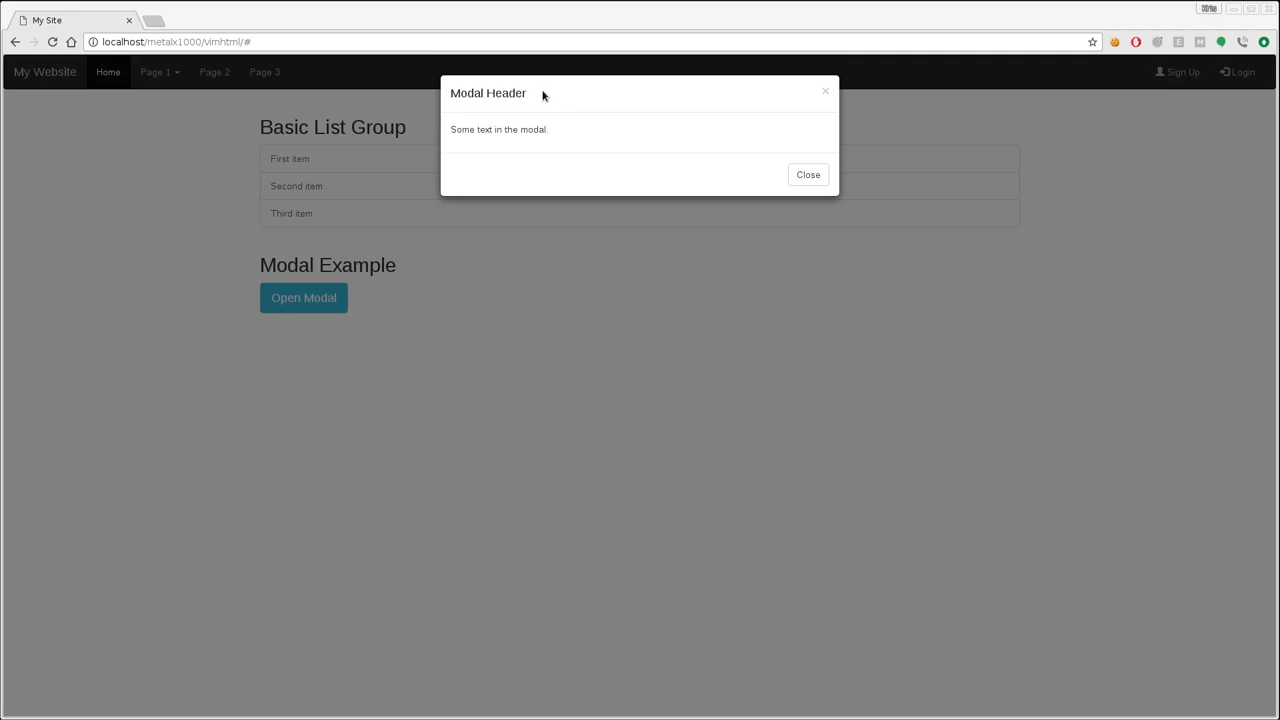 Kris
My Site
localhost/metalx1000/vimhtml/#
My Website Home Page 1 Page 2 Page 3 Sign Up Login
Modal Header ×
Some text in the modal.
Close
Basic List Group
First item
Second item
Third item
Modal Example
Open Modal